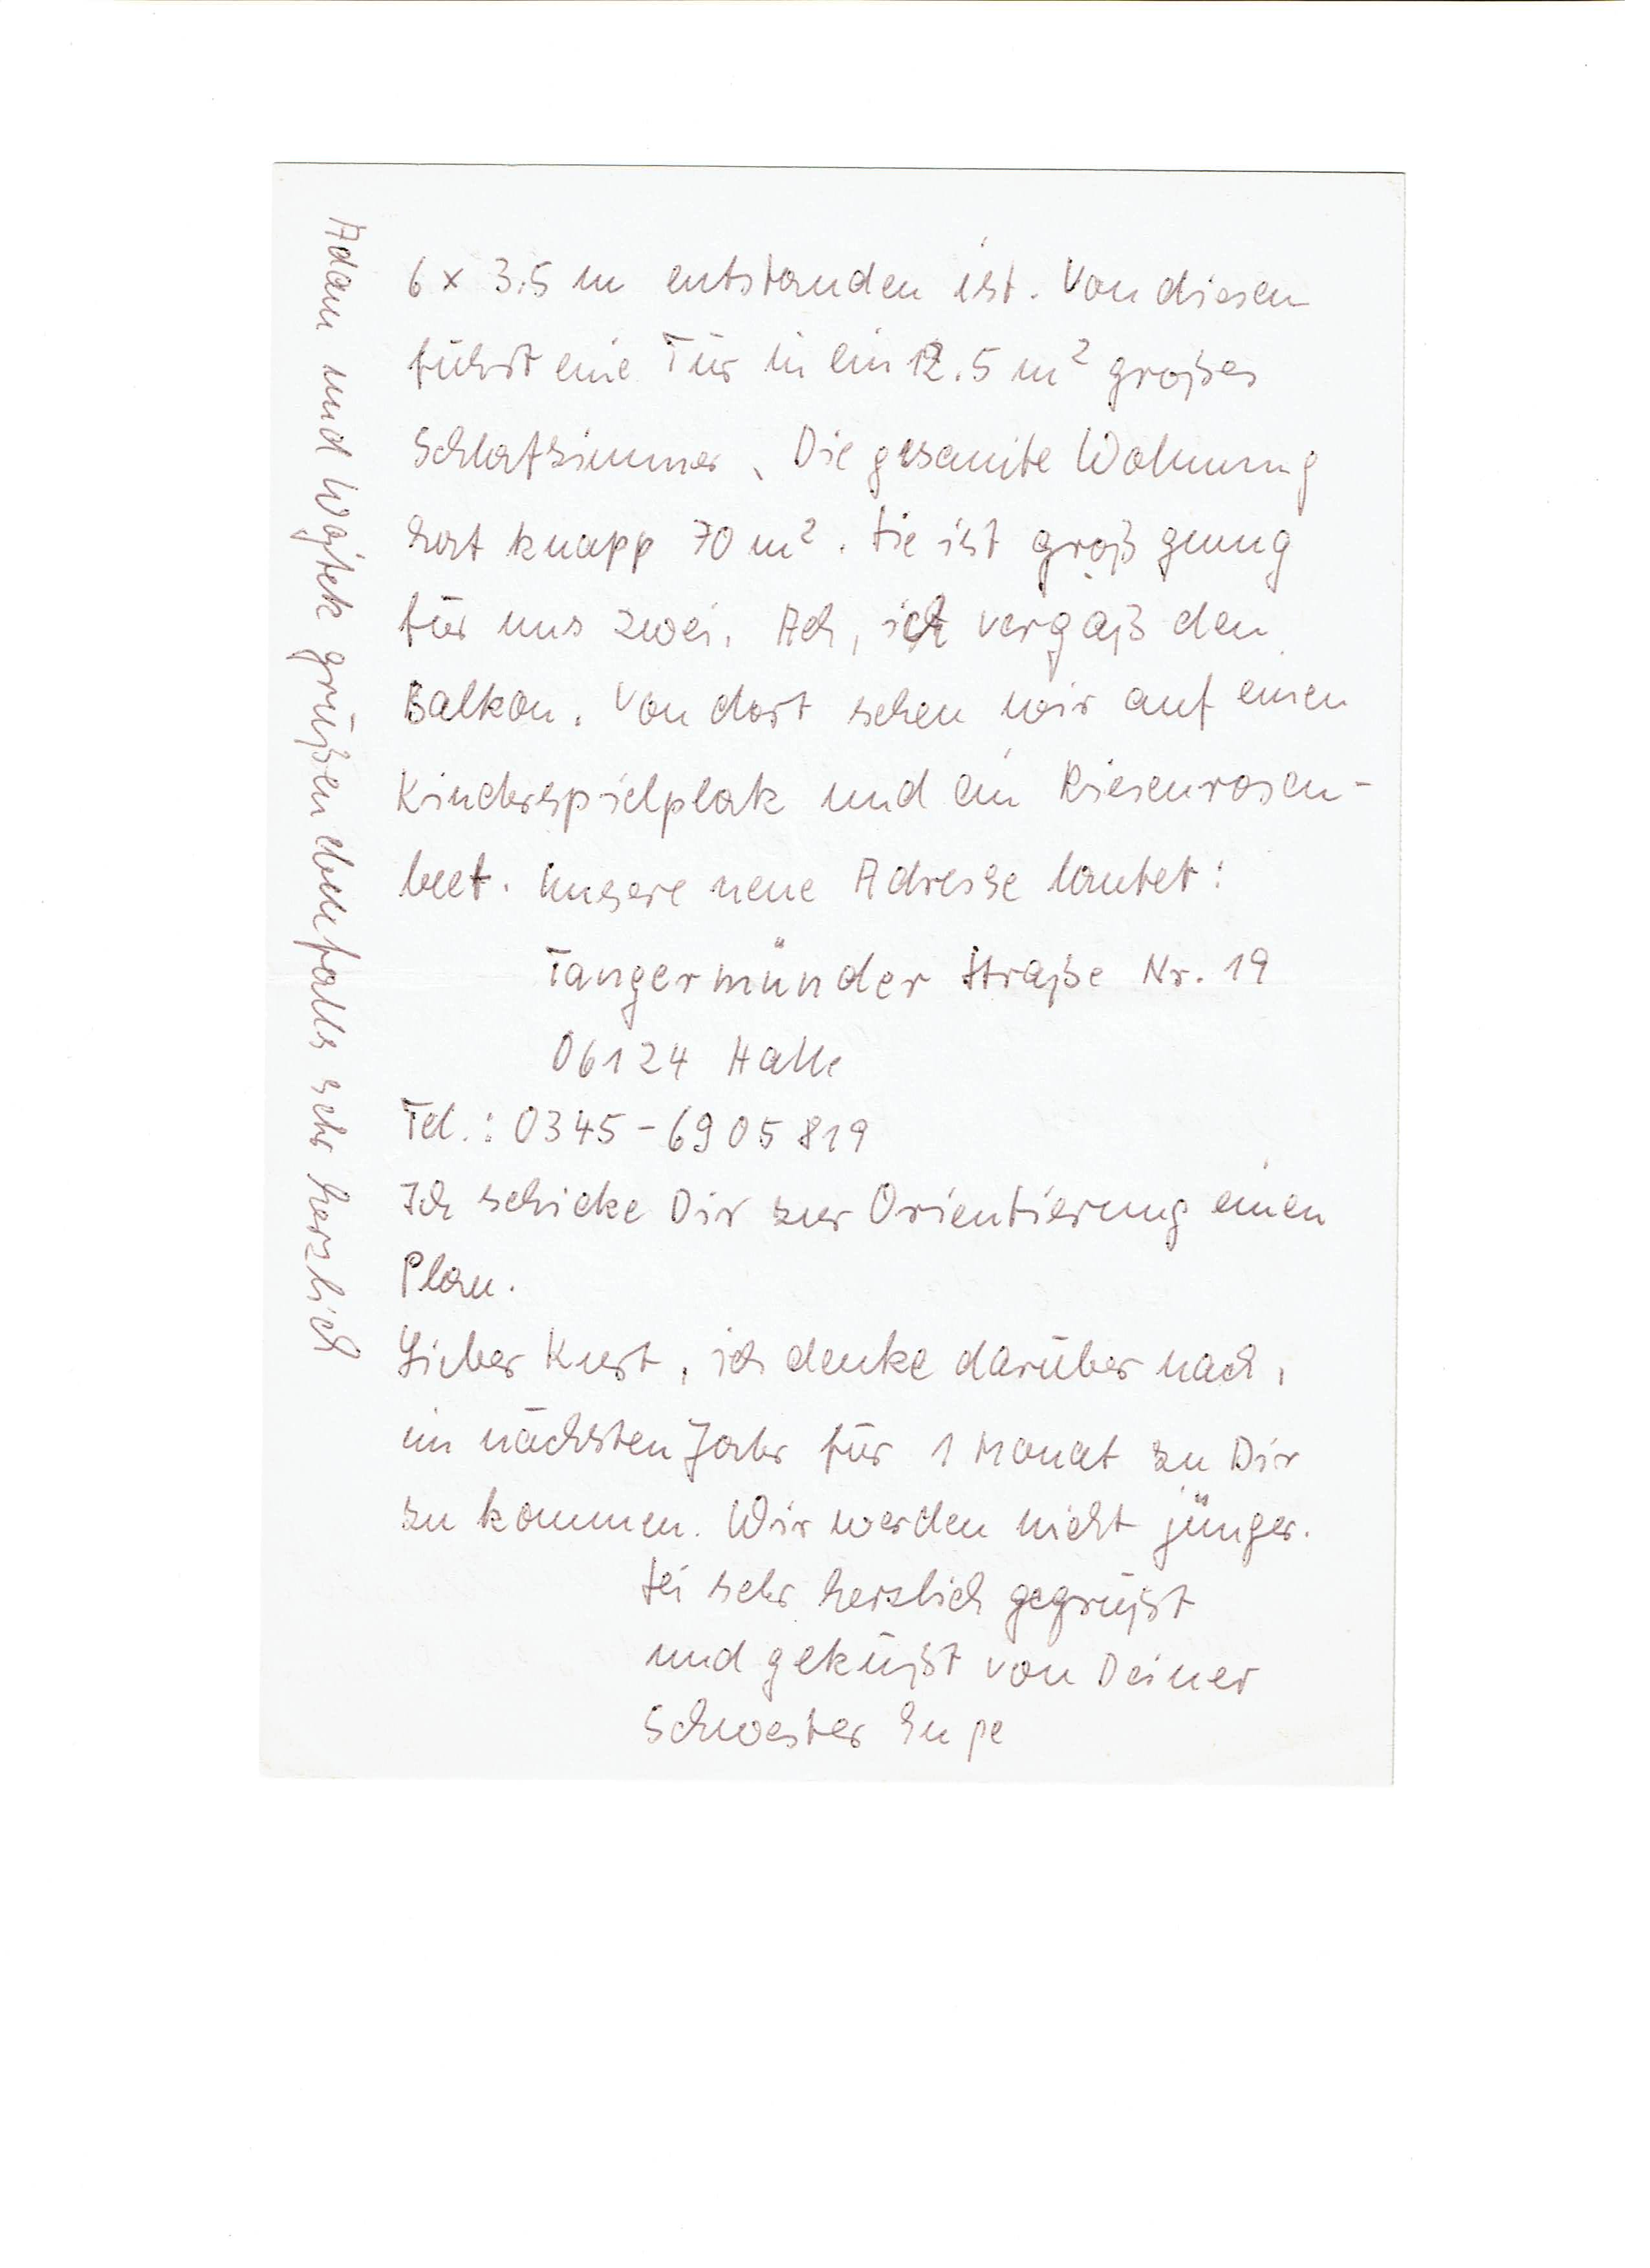 6 x 3.5 m entstanden ist. Von diesen
führt eine Tür in ein 12.5 m² großes
Schlafzimmer. Die gesamte Wohnung
hat knapp 70 m². Sie ist groß genug
für uns zwei. Ach, ich vergaß den
Balkon. Von dort sehen wir auf einen
Kinderspielplatz und ein Riesenrosen-
beet. Unsere neue Adresse lautet:
Tangermünder Straße Nr. 19
06124 Halle
Tel.: 0345-6905819
Ich schicke Dir zur Orientierung einen
Plan.
Lieber Kurt, ich denke darüber nach,
im nächsten Jahr für 1 Monat zu Dir
zu kommen. Wir werden nicht jünger.
Sei sehr herzlich gegrüßt
und geküßt von Deiner
Schwester Inge
Adam und Wojtek grüßen ebenfalls sehr herzlich